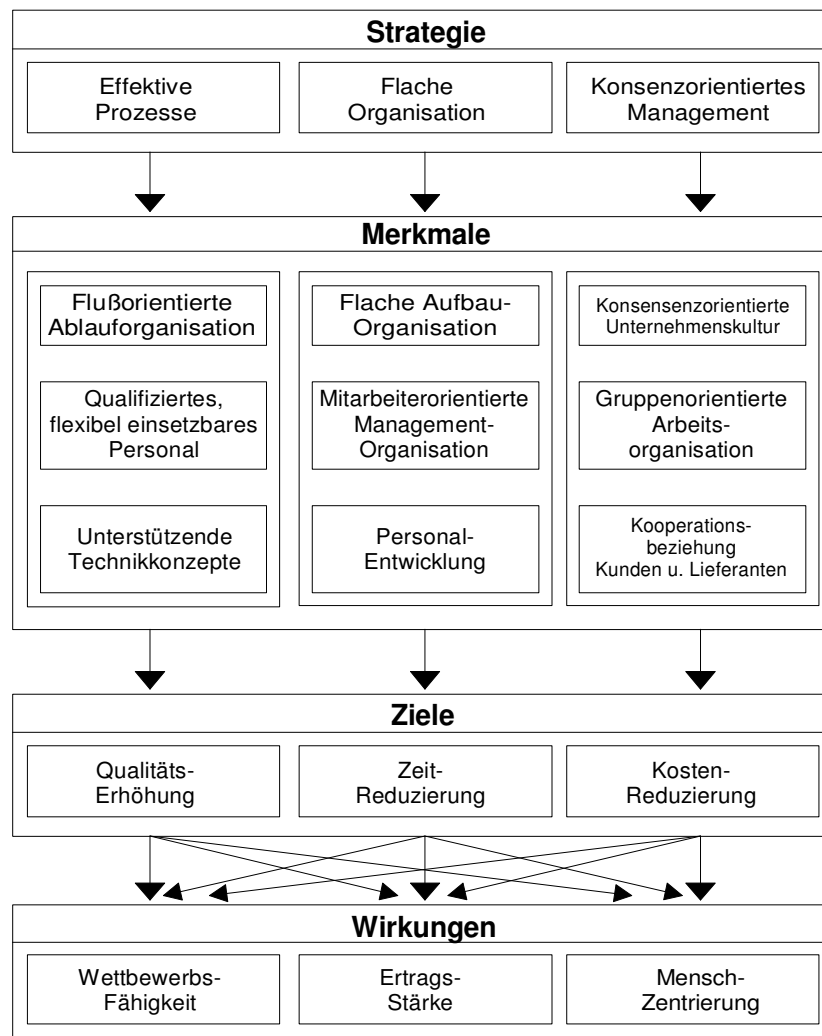 Strategie
Effektive
Prozesse
Flache
Organisation
Konsenzorientiertes
Management
Merkmale
Flußorientierte
Ablauforganisation
Qualifiziertes,
flexibel einsetzbares
Personal
Unterstützende
Technikkonzepte
Flache Aufbau-
Organisation
Mitarbeiterorientierte
Management-
Organisation
Personal-
Entwicklung
Konsensenzorientierte
Unternehmenskultur
Gruppenorientierte
Arbeits-
organisation
Kooperations-
beziehung
Kunden u. Lieferanten
Ziele
Qualitäts-
Erhöhung
Zeit-
Reduzierung
Kosten-
Reduzierung
Wirkungen
Wettbewerbs-
Fähigkeit
Ertrags-
Stärke
Mensch-
Zentrierung